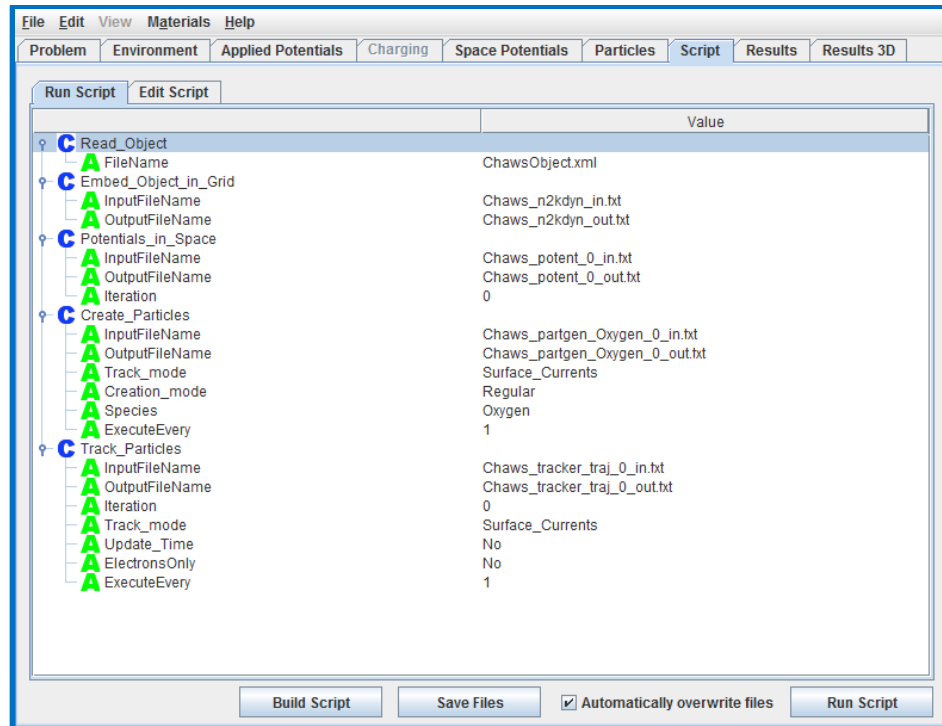 File Edit View Materials Help
Problem Environment Applied Potentials Charging Space Potentials Particles Script Results Results 3D
Run Script Edit Script
Value
C Read_Object
A FileName ChawsObject.xml
C Embed_Object_in_Grid
A InputFileName Chaws_n2kdyn_in.txt
A OutputFileName Chaws_n2kdyn_out.txt
C Potentials_in_Space
A InputFileName Chaws_potent_0_in.txt
A OutputFileName Chaws_potent_0_out.txt
A Iteration 0
C Create_Particles
A InputFileName Chaws_partgen_Oxygen_0_in.txt
A OutputFileName Chaws_partgen_Oxygen_0_out.txt
A Track_mode Surface_Currents
A Creation_mode Regular
A Species Oxygen
A ExecuteEvery 1
C Track_Particles
A InputFileName Chaws_tracker_traj_0_in.txt
A OutputFileName Chaws_tracker_traj_0_out.txt
A Iteration 0
A Track_mode Surface_Currents
A Update_Time No
A ElectronsOnly No
A ExecuteEvery 1
Build Script Save Files Automatically overwrite files Run Script